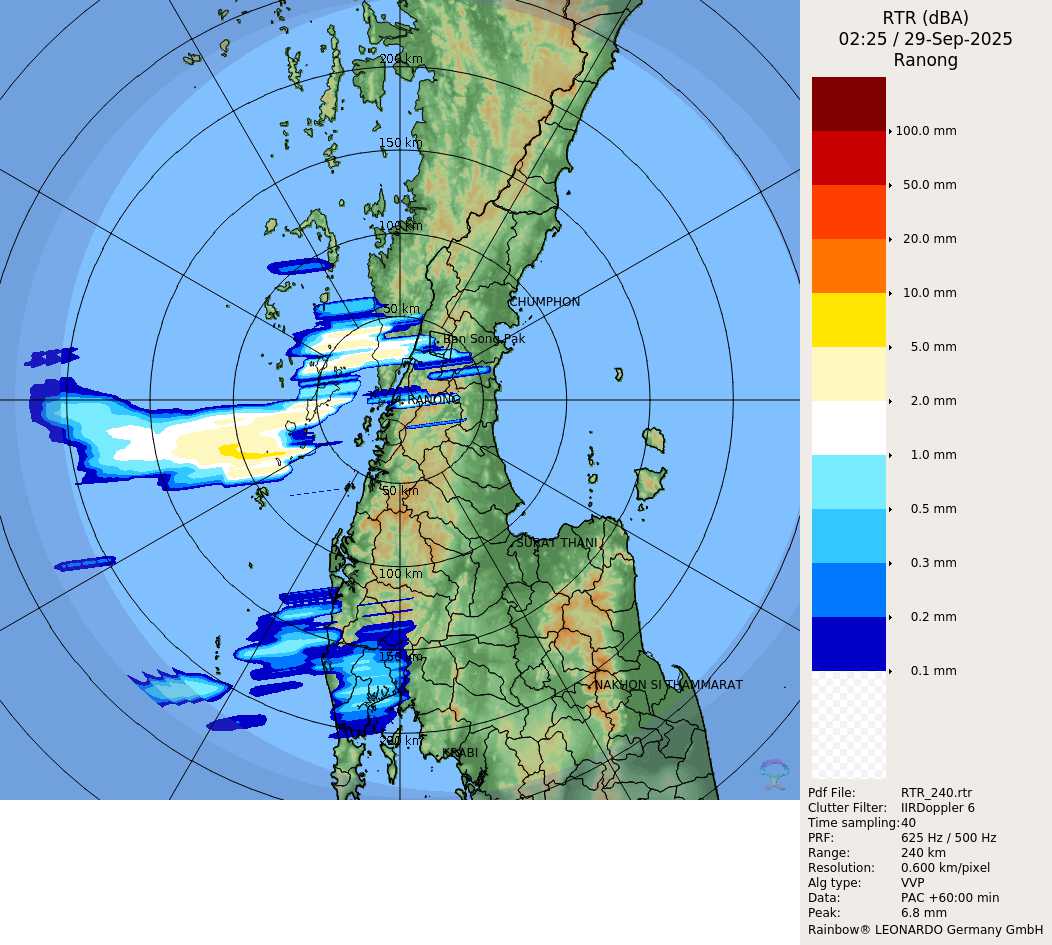 RTR (dBA)
02:25 / 29-Sep-2025
Ranong
200 km
150 km
100 km
50 km
CHUMPHON
Ban Song Pak
RANONG
50 km
SURAT THANI
100 km
150 km
NAKHON SI THAMMARAT
200 km
KRABI
100.0 mm
50.0 mm
20.0 mm
10.0 mm
5.0 mm
2.0 mm
1.0 mm
0.5 mm
0.3 mm
0.2 mm
0.1 mm
Pdf File: RTR_240.rtr
Clutter Filter: IIRDoppler 6
Time sampling: 40
PRF: 625 Hz / 500 Hz
Range: 240 km
Resolution: 0.600 km/pixel
Alg type: VVP
Data: PAC +60:00 min
Peak: 6.8 mm
Rainbow® LEONARDO Germany GmbH